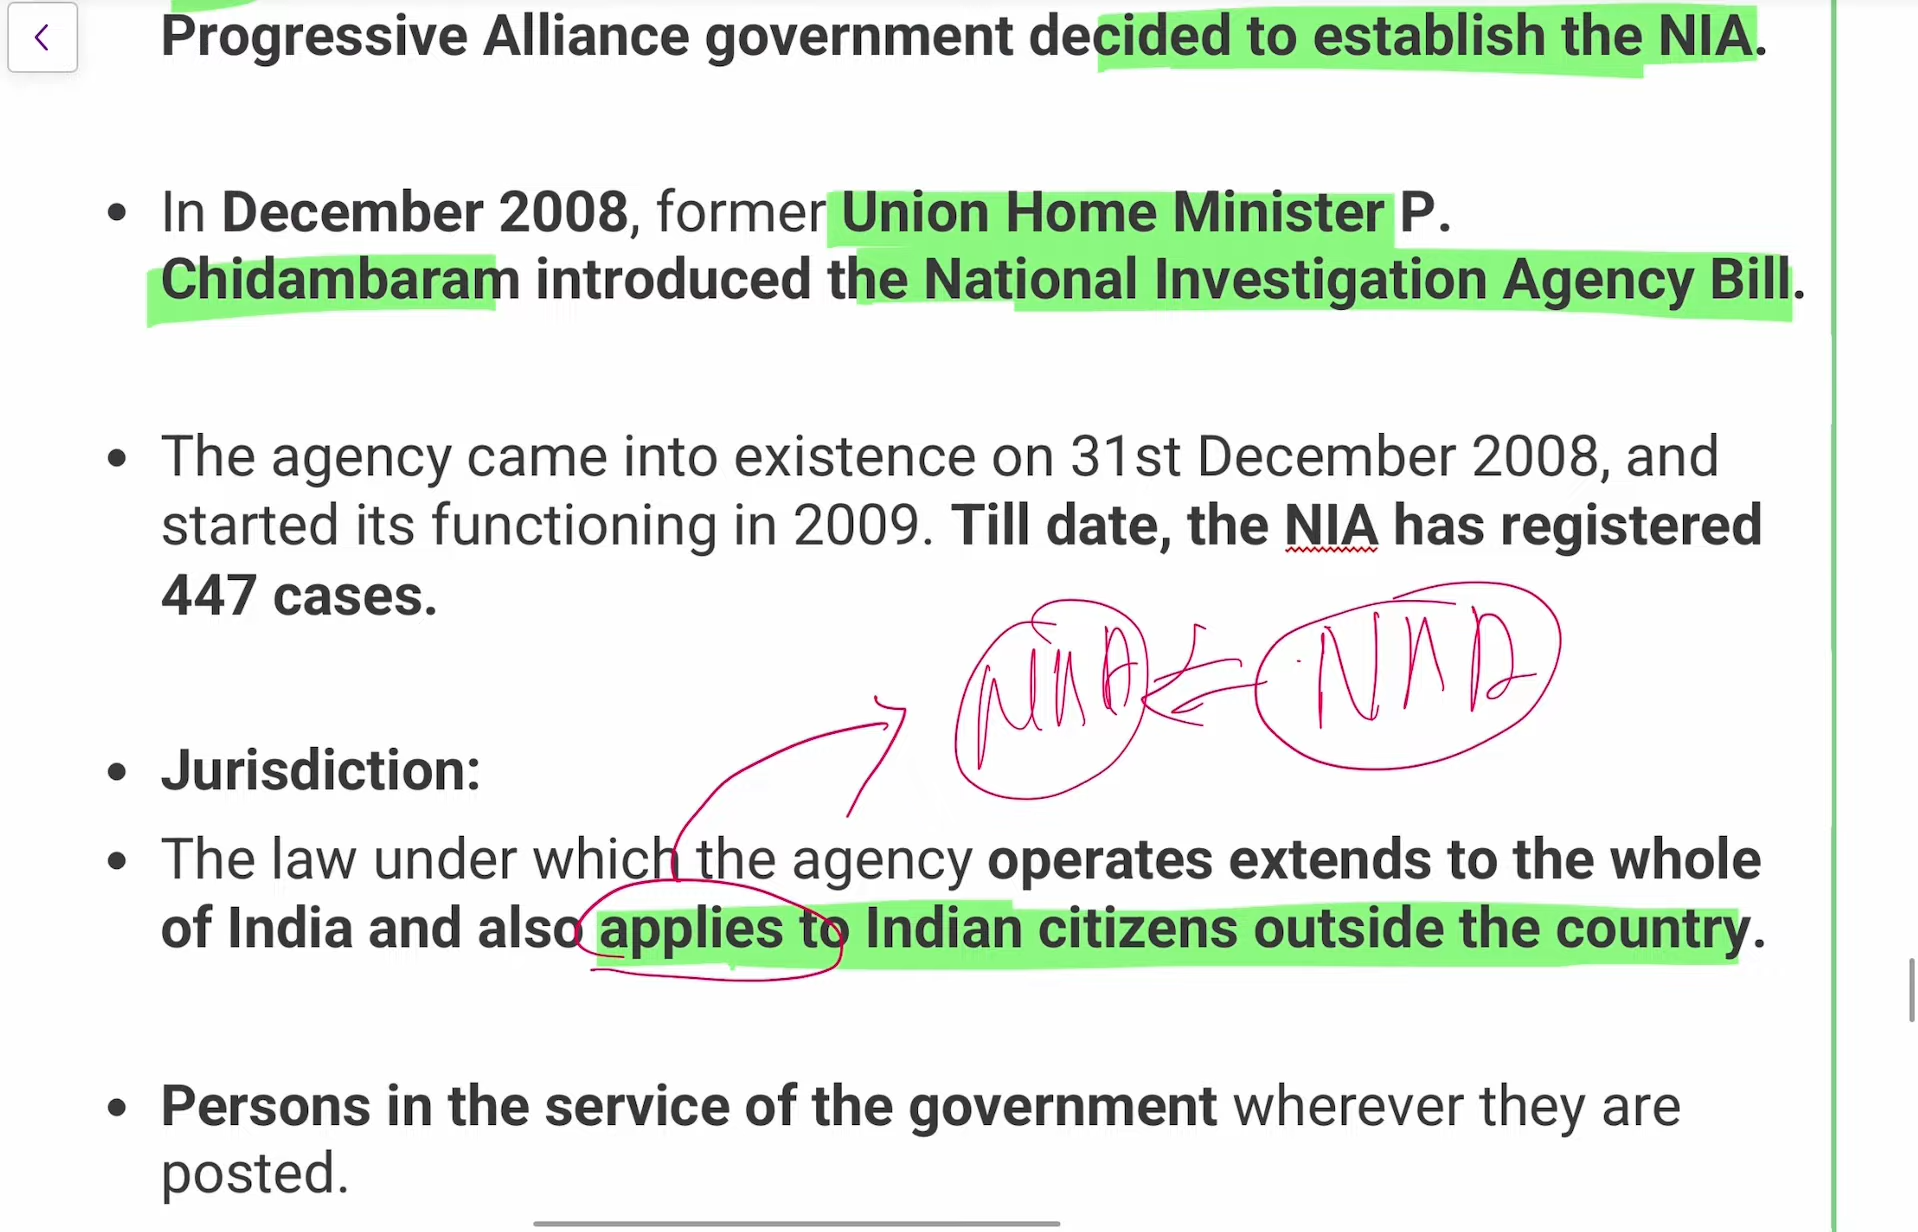 Progressive Alliance government decided to establish the NIA.
In December 2008, former Union Home Minister P.
Chidambaram introduced the National Investigation Agency Bill.
The agency came into existence on 31st December 2008, and
started its functioning in 2009. Till date, the NIA has registered
447 cases.
Jurisdiction:
The law under which the agency operates extends to the whole
of India and also applies to Indian citizens outside the country.
Persons in the service of the government wherever they are
posted.